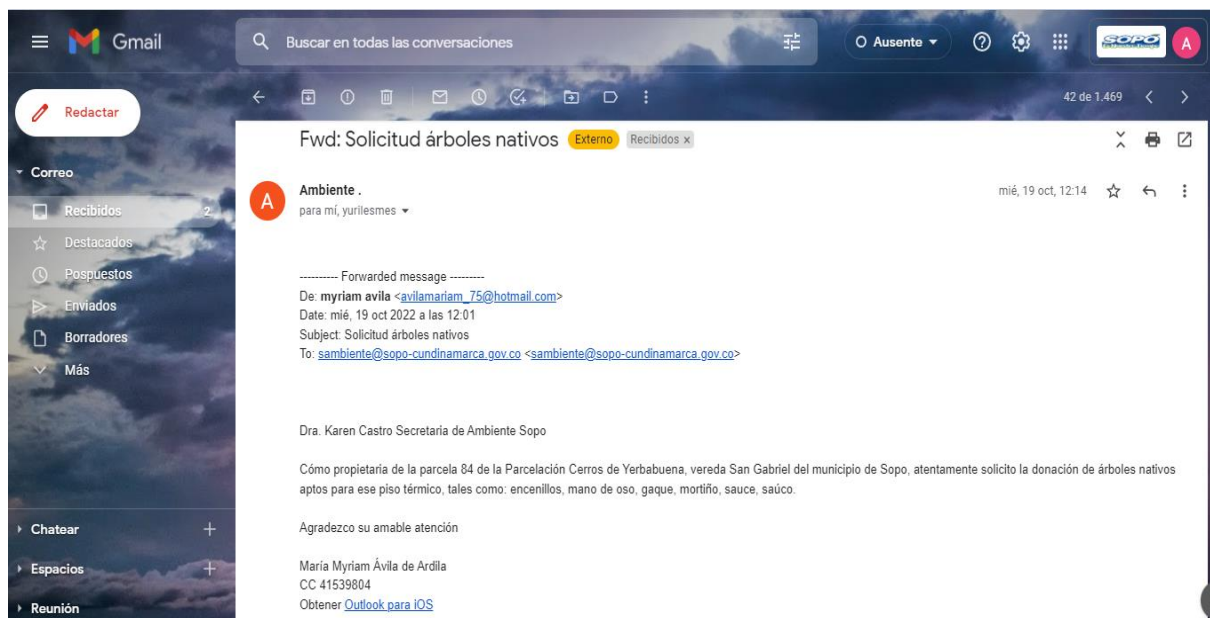 Gmail
Buscar en todas las conversaciones
Ausente
SOPÓ
A
Redactar
42 de 1.469
Fwd: Solicitud árboles nativos Externo Recibidos x
Correo
Recibidos 2
Destacados
Pospuestos
Enviados
Borradores
Más
Chatear
Espacios
Reunión
A
Ambiente .
mié, 19 oct, 12:14
para mí, yurilesmes
---------- Forwarded message ---------
De: myriam avila <avilamariam_75@hotmail.com>
Date: mié, 19 oct 2022 a las 12:01
Subject: Solicitud árboles nativos
To: sambiente@sopo-cundinamarca.gov.co <sambiente@sopo-cundinamarca.gov.co>
Dra. Karen Castro Secretaria de Ambiente Sopo
Cómo propietaria de la parcela 84 de la Parcelación Cerros de Yerbabuena, vereda San Gabriel del municipio de Sopo, atentamente solicito la donación de árboles nativos
aptos para ese piso térmico, tales como: encenillos, mano de oso, gaque, mortiño, sauce, saúco.
Agradezco su amable atención
María Myriam Ávila de Ardila
CC 41539804
Obtener Outlook para iOS